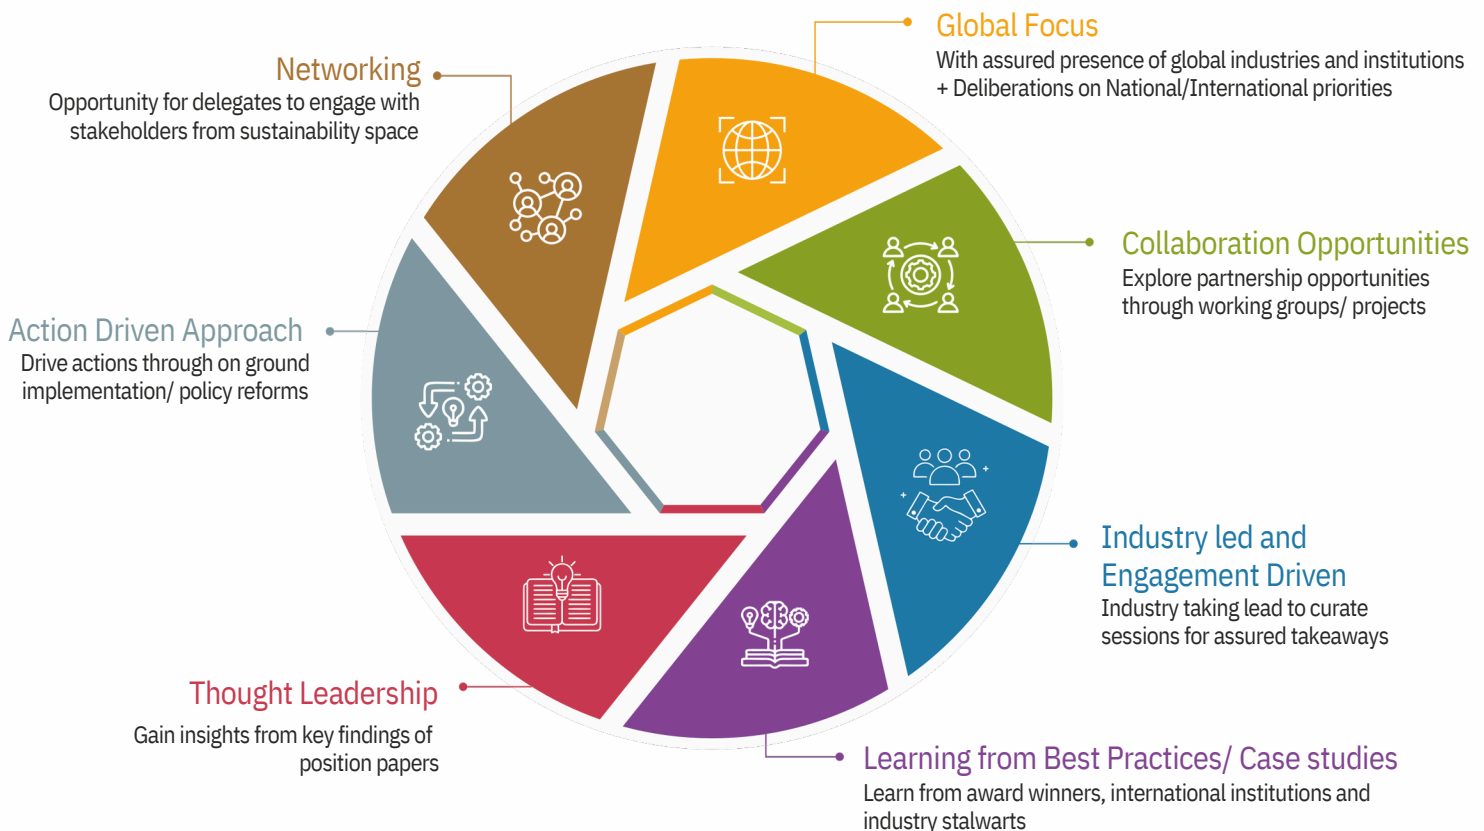 Global Focus
With assured presence of global industries and institutions
+ Deliberations on National/International priorities
Networking
Opportunity for delegates to engage with
stakeholders from sustainability space
Collaboration Opportunities
Explore partnership opportunities
through working groups/ projects
Action Driven Approach
Drive actions through on ground
implementation/ policy reforms
Industry led and
Engagement Driven
Industry taking lead to curate
sessions for assured takeaways
Thought Leadership
Gain insights from key findings of
position papers
Learning from Best Practices/ Case studies
Learn from award winners, international institutions and
industry stalwarts